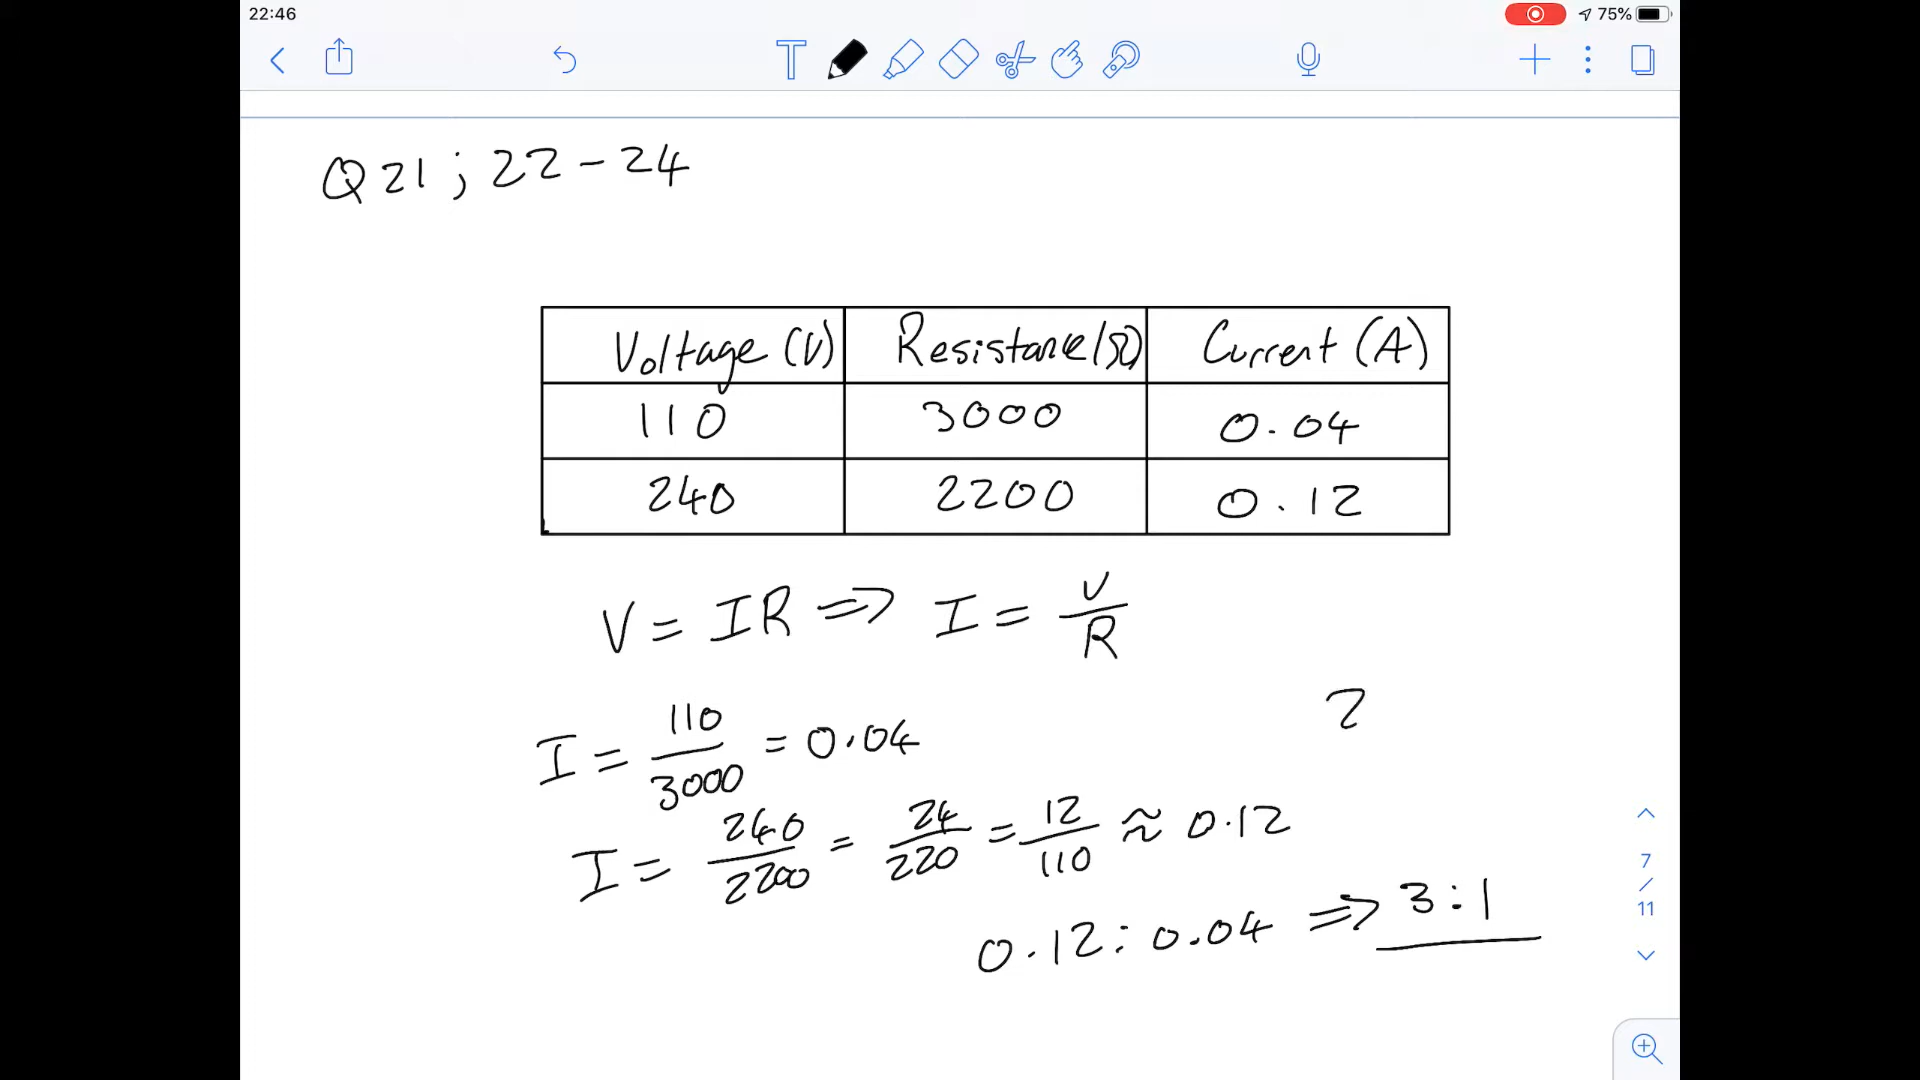 22:46 75%
T
Q21 ; 22 - 24
Voltage (V) Resistance (Ω) Current (A)
110 3000 0.04
240 2200 0.12
V = IR ⇒ I = V/R
2
I = 110/3000 = 0.04
I = 240/2200 = 24/220 = 12/110 ≈ 0.12
7
/
11
0.12 : 0.04 ⇒ 3 : 1